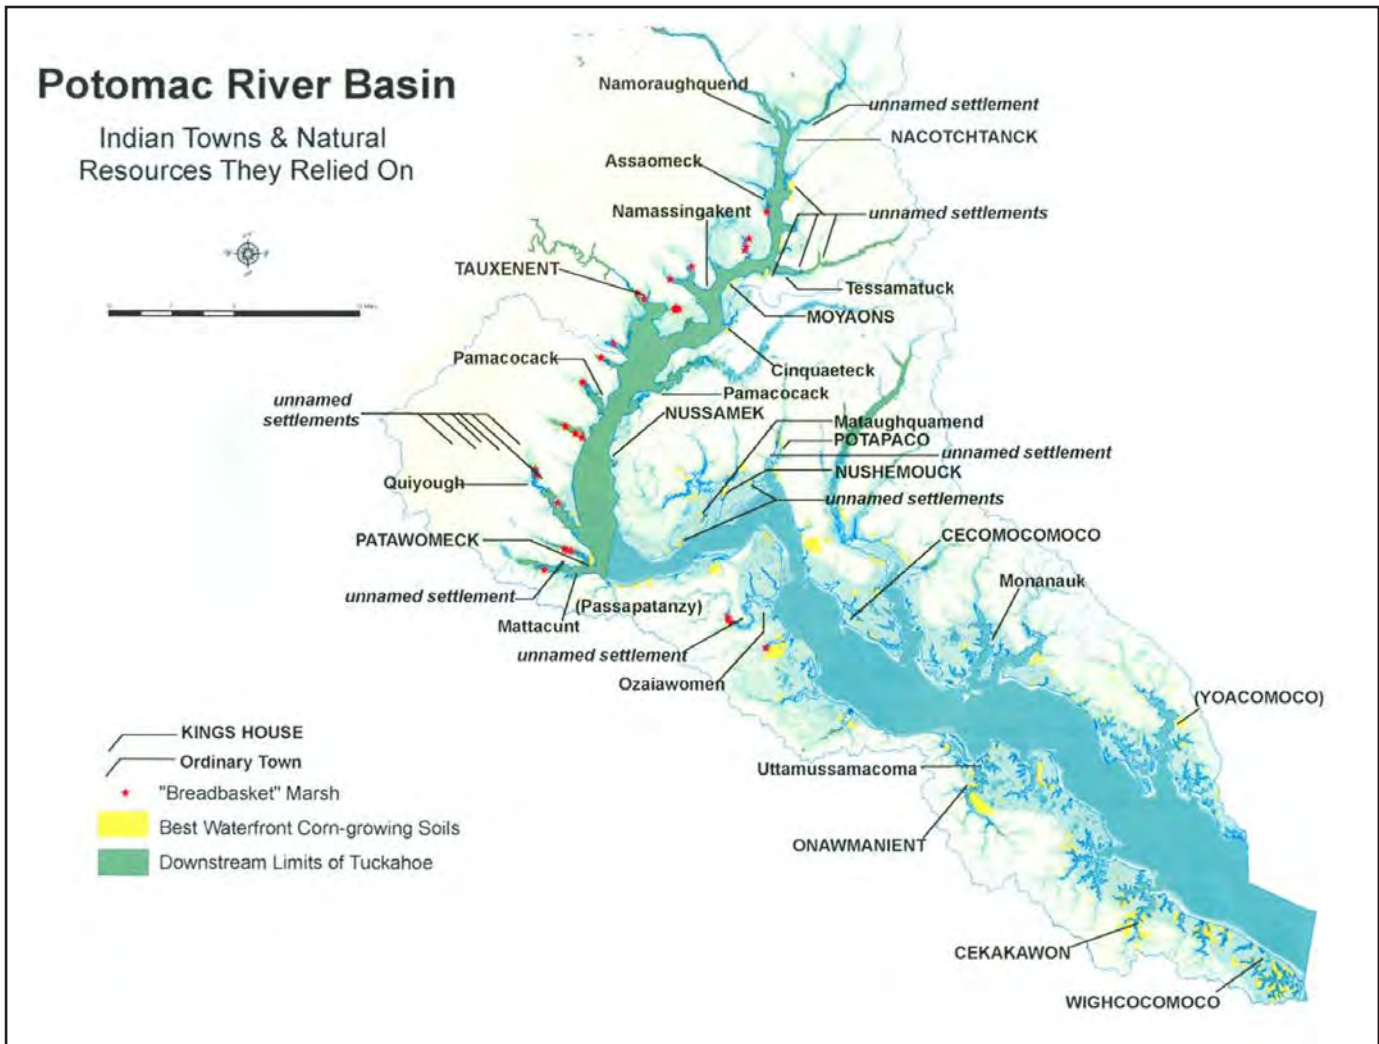 Potomac River Basin
Indian Towns & Natural
Resources They Relied On
Namoraughquend
unnamed settlement
NACOTCHTANCK
Assaomeck
Namassingakent
unnamed settlements
TAUXENENT
Tessamatuck
MOYAONS
Pamacocack
Cinquaeteck
unnamed
settlements
Pamacocack
NUSSAMEK
Mataughquamend
POTAPACO
unnamed settlement
Quiyough
NUSHEMOUCK
unnamed settlements
PATAWOMECK
CECOMOCOMOCO
Monanauk
unnamed settlement
(Passapatanzy)
Mattacunt
unnamed settlement
Ozaiawomen
(YOACOMOCO)
KINGS HOUSE
Ordinary Town
"Breadbasket" Marsh
Best Waterfront Corn-growing Soils
Downstream Limits of Tuckahoe
Uttamussamacoma
ONAWMANIENT
CEKAKAWON
WIGHCOCOMOCO